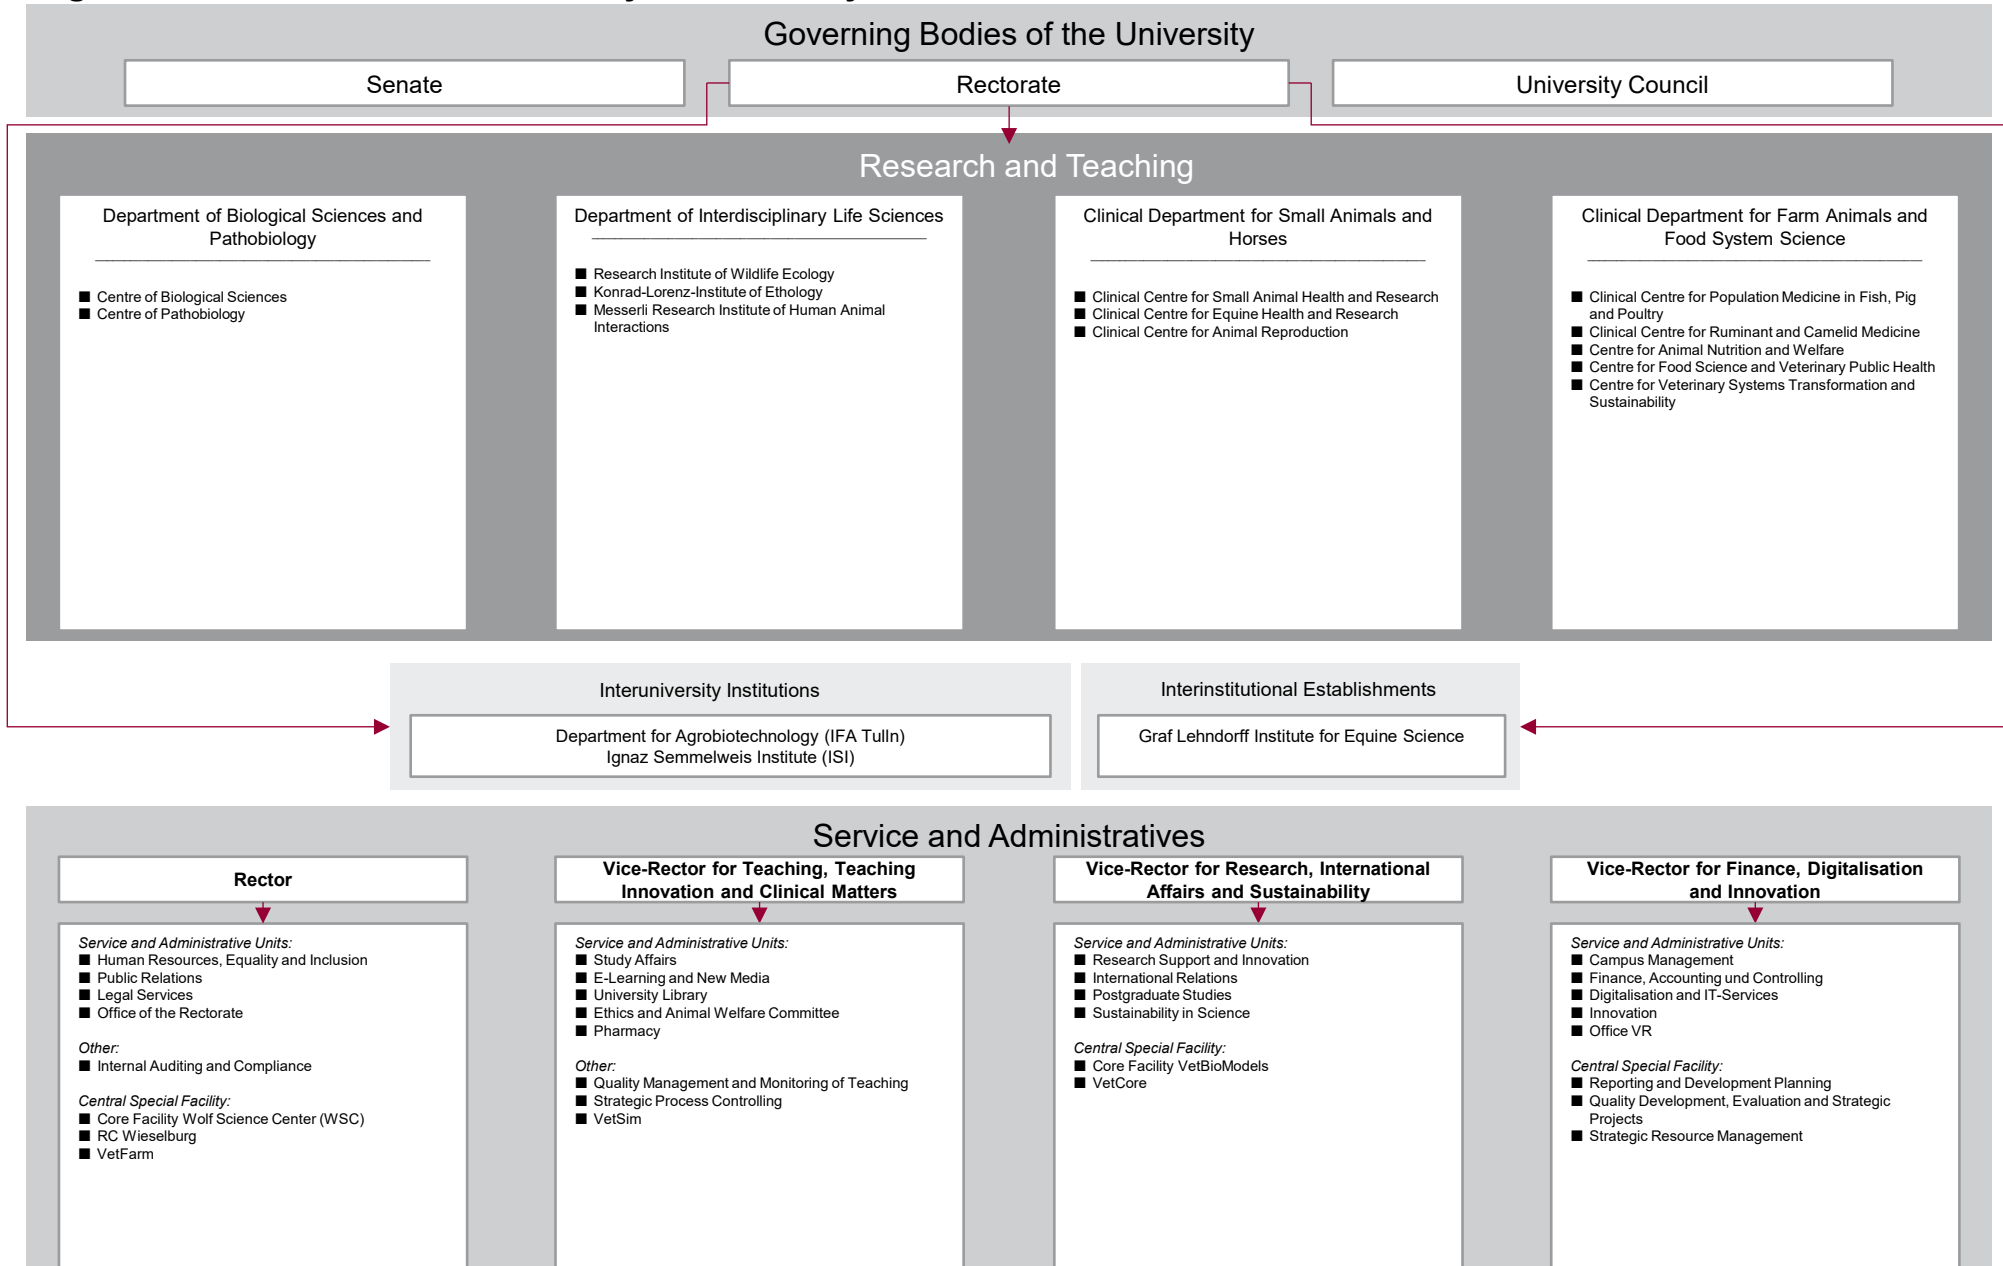 Governing Bodies of the University
Senate
Rectorate
University Council
Research and Teaching
Department of Biological Sciences and
Pathobiology
■ Centre of Biological Sciences
■ Centre of Pathobiology
Department of Interdisciplinary Life Sciences
■ Research Institute of Wildlife Ecology
■ Konrad-Lorenz-Institute of Ethology
■ Messerli Research Institute of Human Animal
Interactions
Clinical Department for Small Animals and
Horses
■ Clinical Centre for Small Animal Health and Research
■ Clinical Centre for Equine Health and Research
■ Clinical Centre for Animal Reproduction
Clinical Department for Farm Animals and
Food System Science
■ Clinical Centre for Population Medicine in Fish, Pig
and Poultry
■ Clinical Centre for Ruminant and Camelid Medicine
■ Centre for Animal Nutrition and Welfare
■ Centre for Food Science and Veterinary Public Health
■ Centre for Veterinary Systems Transformation and
Sustainability
Interuniversity Institutions
Department for Agrobiotechnology (IFA Tulln)
Ignaz Semmelweis Institute (ISI)
Interinstitutional Establishments
Graf Lehndorff Institute for Equine Science
Service and Administratives
Rector
Service and Administrative Units:
■ Human Resources, Equality and Inclusion
■ Public Relations
■ Legal Services
■ Office of the Rectorate
Other:
■ Internal Auditing and Compliance
Central Special Facility:
■ Core Facility Wolf Science Center (WSC)
■ RC Wieselburg
■ VetFarm
Vice-Rector for Teaching, Teaching
Innovation and Clinical Matters
Service and Administrative Units:
■ Study Affairs
■ E-Learning and New Media
■ University Library
■ Ethics and Animal Welfare Committee
■ Pharmacy
Other:
■ Quality Management and Monitoring of Teaching
■ Strategic Process Controlling
■ VetSim
Vice-Rector for Research, International
Affairs and Sustainability
Service and Administrative Units:
■ Research Support and Innovation
■ International Relations
■ Postgraduate Studies
■ Sustainability in Science
Central Special Facility:
■ Core Facility VetBioModels
■ VetCore
Vice-Rector for Finance, Digitalisation
and Innovation
Service and Administrative Units:
■ Campus Management
■ Finance, Accounting und Controlling
■ Digitalisation and IT-Services
■ Innovation
■ Office VR
Central Special Facility:
■ Reporting and Development Planning
■ Quality Development, Evaluation and Strategic
Projects
■ Strategic Resource Management